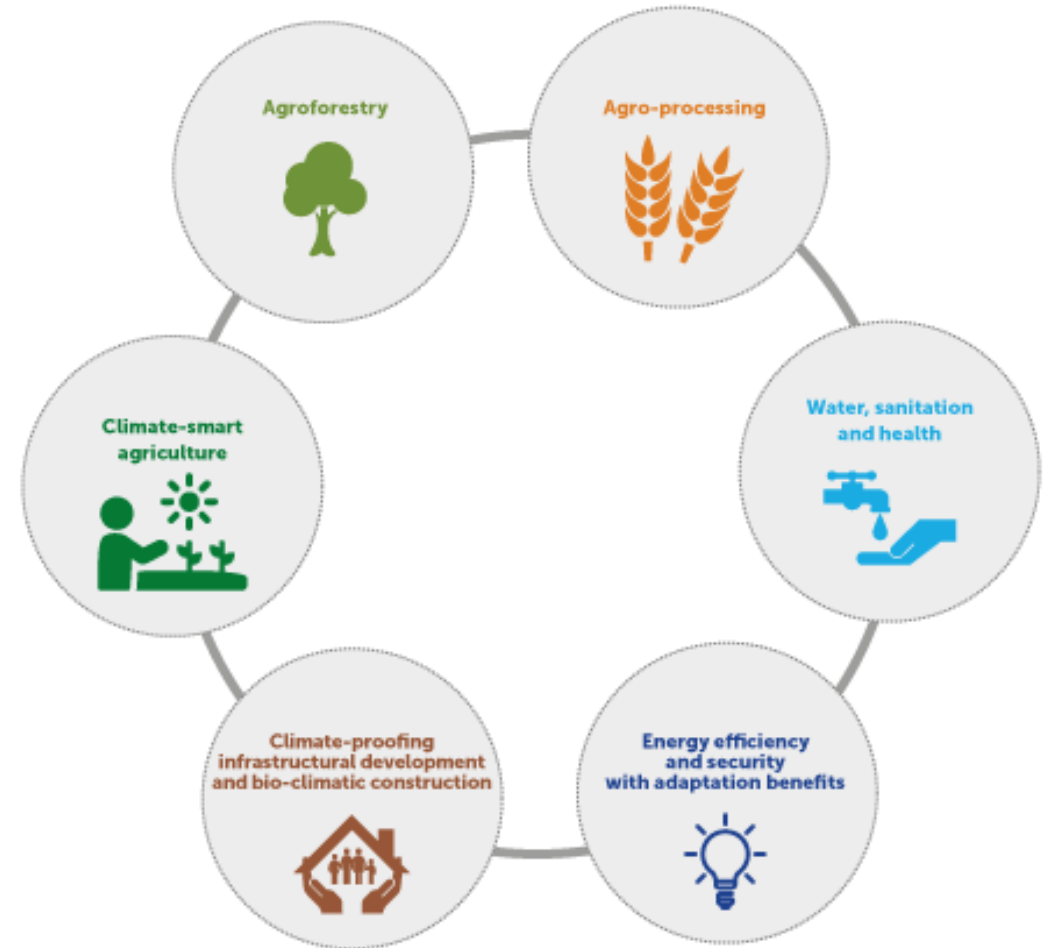 Agroforestry
Agro-processing
Water, sanitation
and health
Energy efficiency
and security
with adaptation benefits
Climate-proofing
infrastructural development
and bio-climatic construction
Climate-smart
agriculture